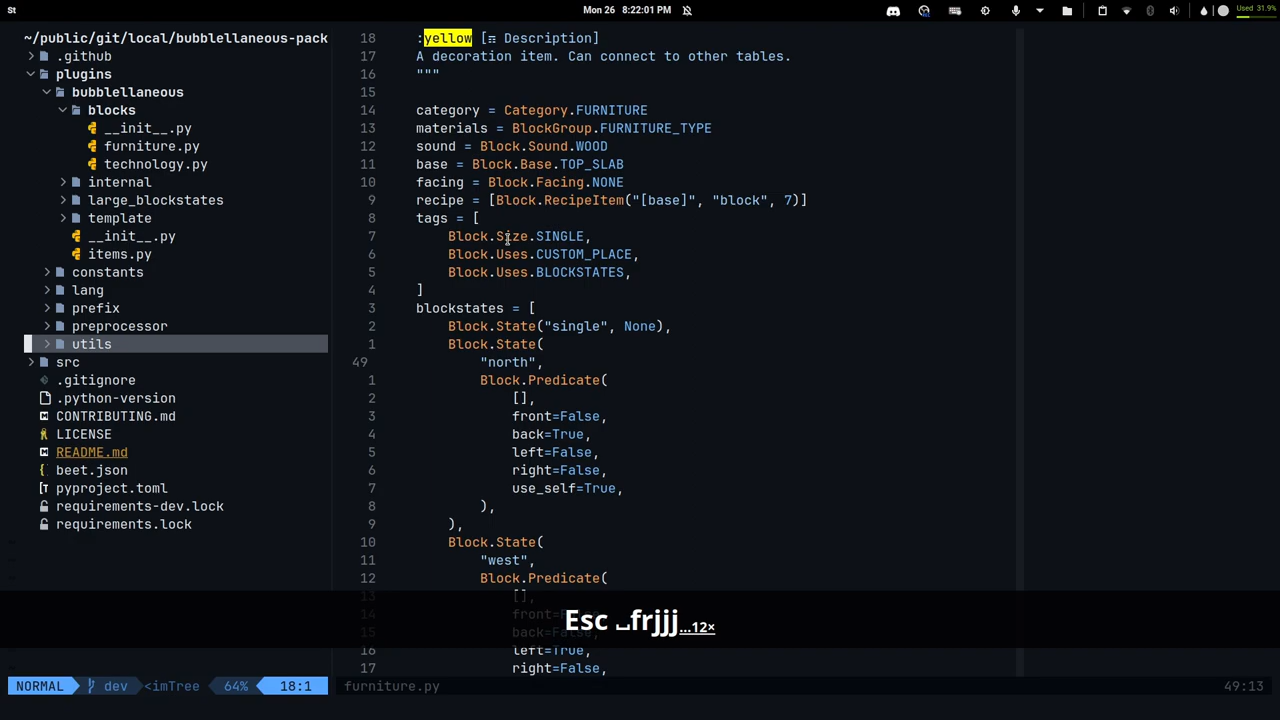 St
Mon 26 8:22:01 PM
Used 31.9%
~/public/git/local/bubblellaneous-pack
.github
plugins
bubblellaneous
blocks
__init__.py
furniture.py
technology.py
internal
large_blockstates
template
__init__.py
items.py
constants
lang
prefix
preprocessor
utils
src
.gitignore
.python-version
CONTRIBUTING.md
LICENSE
README.md
beet.json
pyproject.toml
requirements-dev.lock
requirements.lock
18 :yellow [☶ Description]
17 A decoration item. Can connect to other tables.
16 """
15
14 category = Category.FURNITURE
13 materials = BlockGroup.FURNITURE_TYPE
12 sound = Block.Sound.WOOD
11 base = Block.Base.TOP_SLAB
10 facing = Block.Facing.NONE
9 recipe = [Block.RecipeItem("[base]", "block", 7)]
8 tags = [
7 Block.Size.SINGLE,
6 Block.Uses.CUSTOM_PLACE,
5 Block.Uses.BLOCKSTATES,
4 ]
3 blockstates = [
2 Block.State("single", None),
1 Block.State(
49 "north",
1 Block.Predicate(
2 [],
3 front=False,
4 back=True,
5 left=False,
6 right=False,
7 use_self=True,
8 ),
9 ),
10 Block.State(
11 "west",
12 Block.Predicate(
13 [],
14 front=False,
15 back=False,
16 left=True,
17 right=False,
Esc ␣frjjj...12×
NORMAL dev <imTree 64% 18:1 furniture.py 49:13